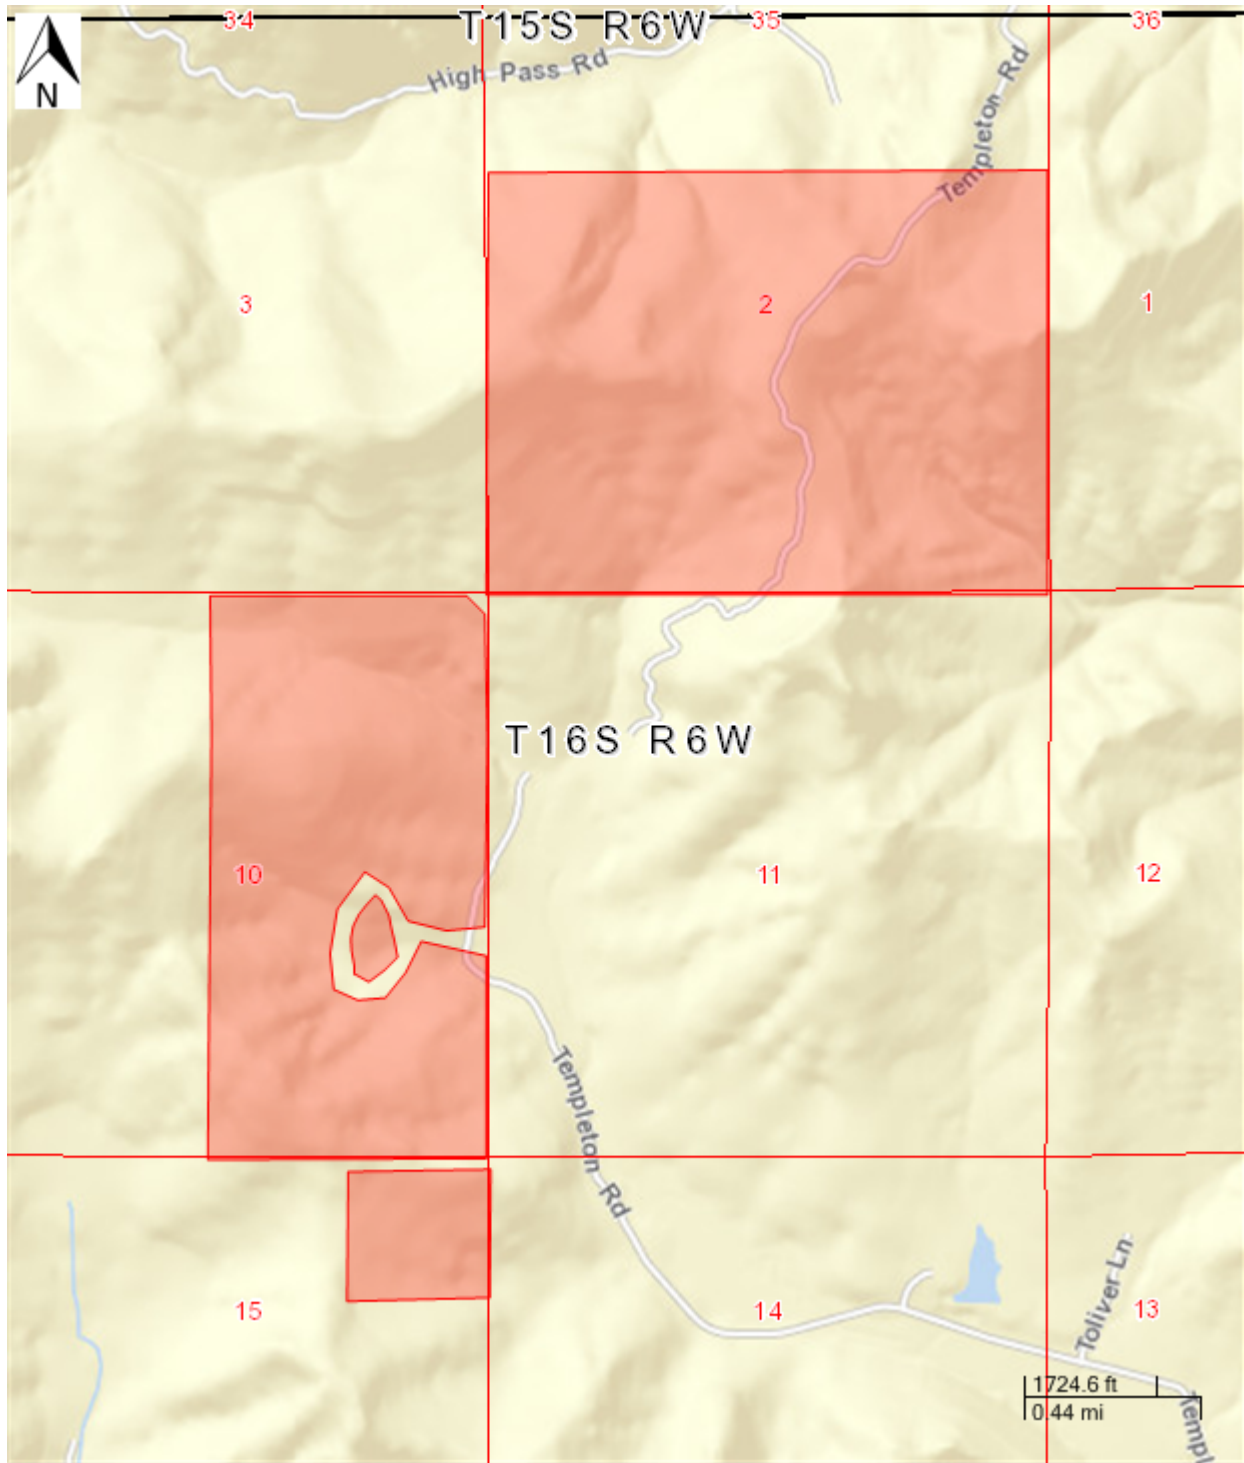 34
T15S R6W
35
36
N
High Pass Rd
Templeton Rd
3
2
1
T16S R6W
10
11
12
Templeton Rd
15
14
13
Toliver Ln
1724.6 ft
0.44 mi
Templ